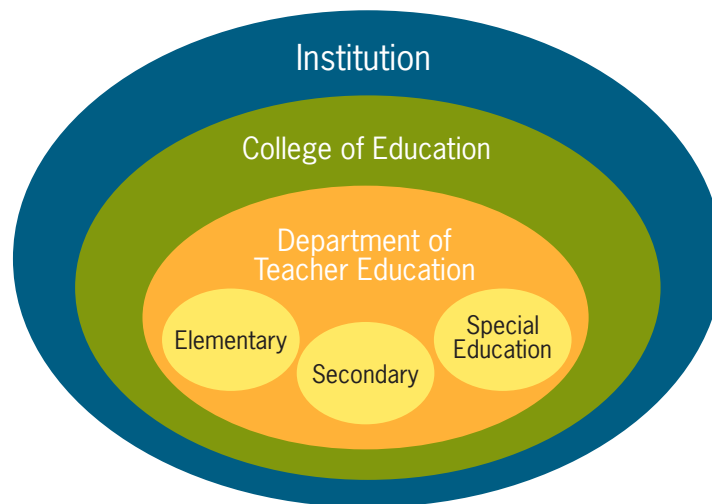 Institution
College of Education
Department of
Teacher Education
Elementary
Secondary
Special
Education